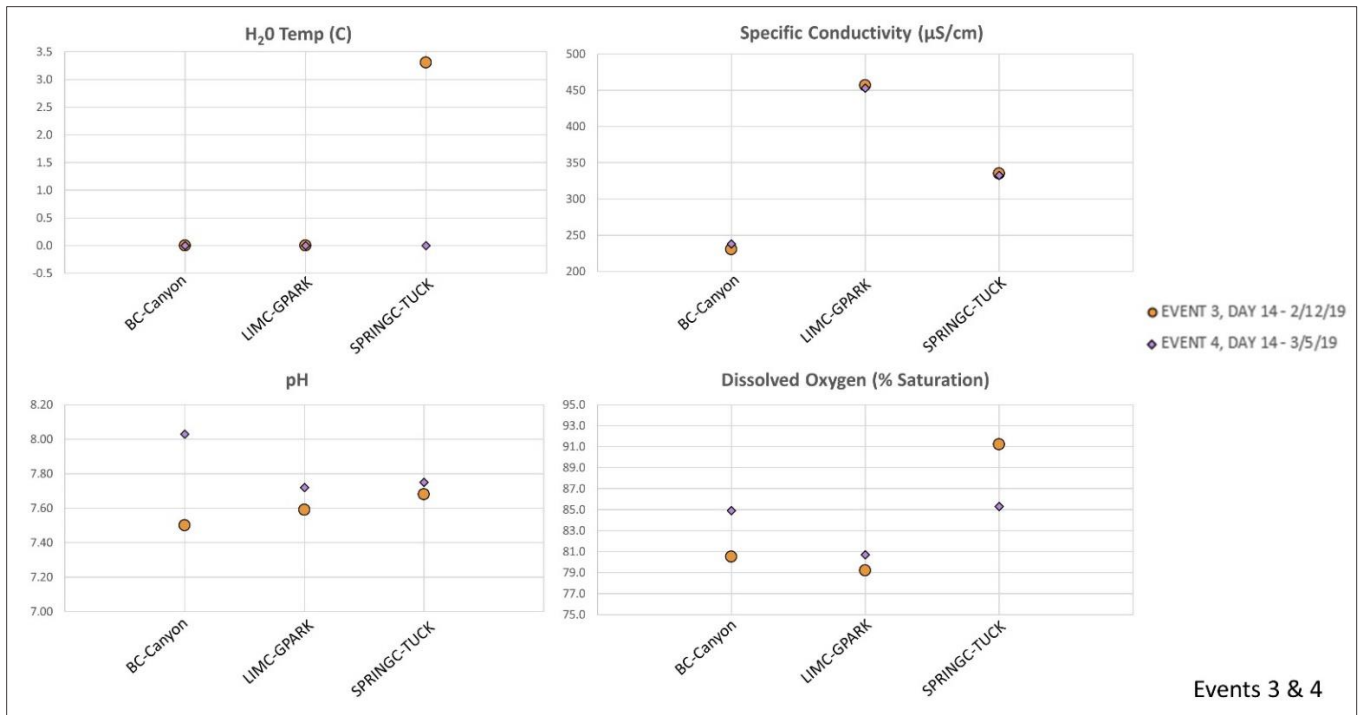 H₂0 Temp (C)
3.5
3.0
2.5
2.0
1.5
1.0
0.5
0.0
-0.5
BC-Canyon
LIMC-GPARK
SPRINGC-TUCK
Specific Conductivity (µS/cm)
500
450
400
350
300
250
200
BC-Canyon
LIMC-GPARK
SPRINGC-TUCK
EVENT 3, DAY 14 - 2/12/19
EVENT 4, DAY 14 - 3/5/19
pH
8.20
8.00
7.80
7.60
7.40
7.20
7.00
BC-Canyon
LIMC-GPARK
SPRINGC-TUCK
Dissolved Oxygen (% Saturation)
95.0
93.0
91.0
89.0
87.0
85.0
83.0
81.0
79.0
77.0
75.0
BC-Canyon
LIMC-GPARK
SPRINGC-TUCK
Events 3 & 4